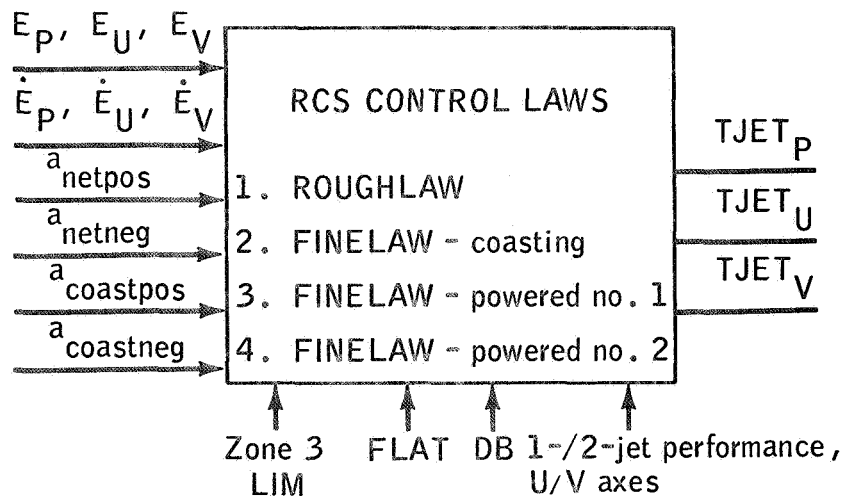 E_P, E_U, E_V
Ė_P, Ė_U, Ė_V
a_netpos
a_netneg
a_coastpos
a_coastneg
RCS CONTROL LAWS
1. ROUGHLAW
2. FINELAW - coasting
3. FINELAW - powered no. 1
4. FINELAW - powered no. 2
TJET_P
TJET_U
TJET_V
Zone 3
LIM
FLAT
DB
1-/2-jet performance,
U/V axes